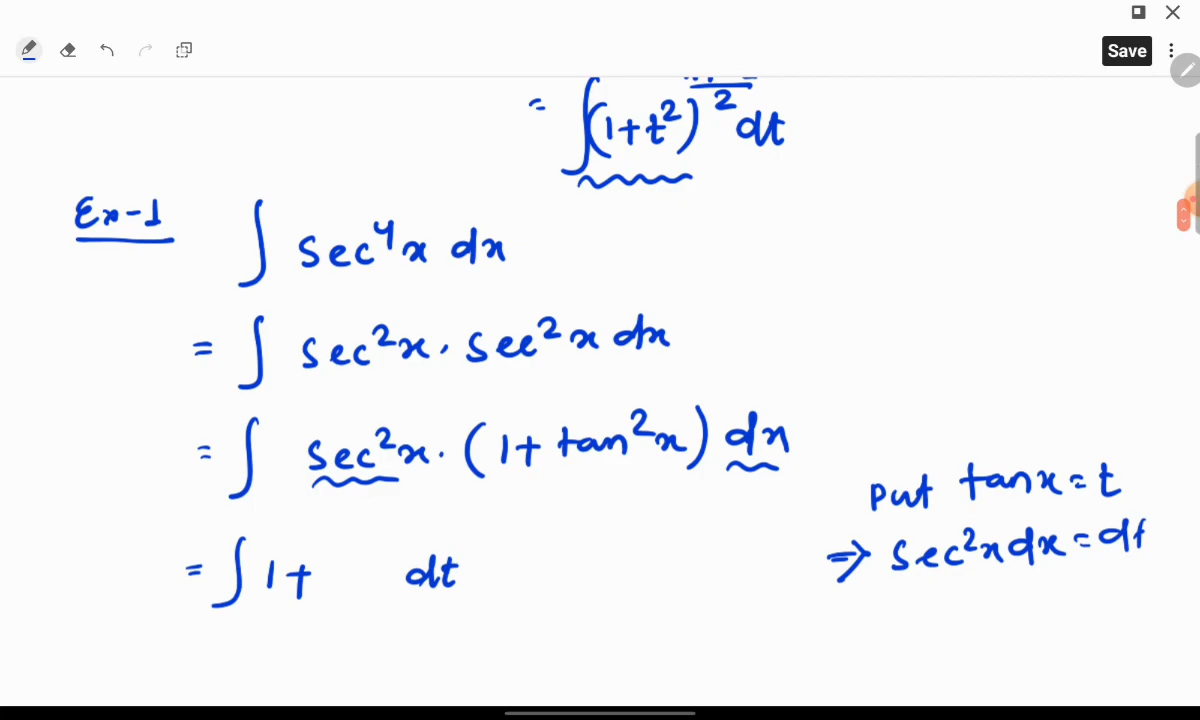 Save
= ∫(1+t²)^{\overline{2}} dt
Ex-1 ∫ sec⁴x dx
= ∫ sec²x . sec²x dx
= ∫ sec²x . (1+tan²x) dx
put tanx = t
⇒ sec²x dx = dt
= ∫ 1+ dt